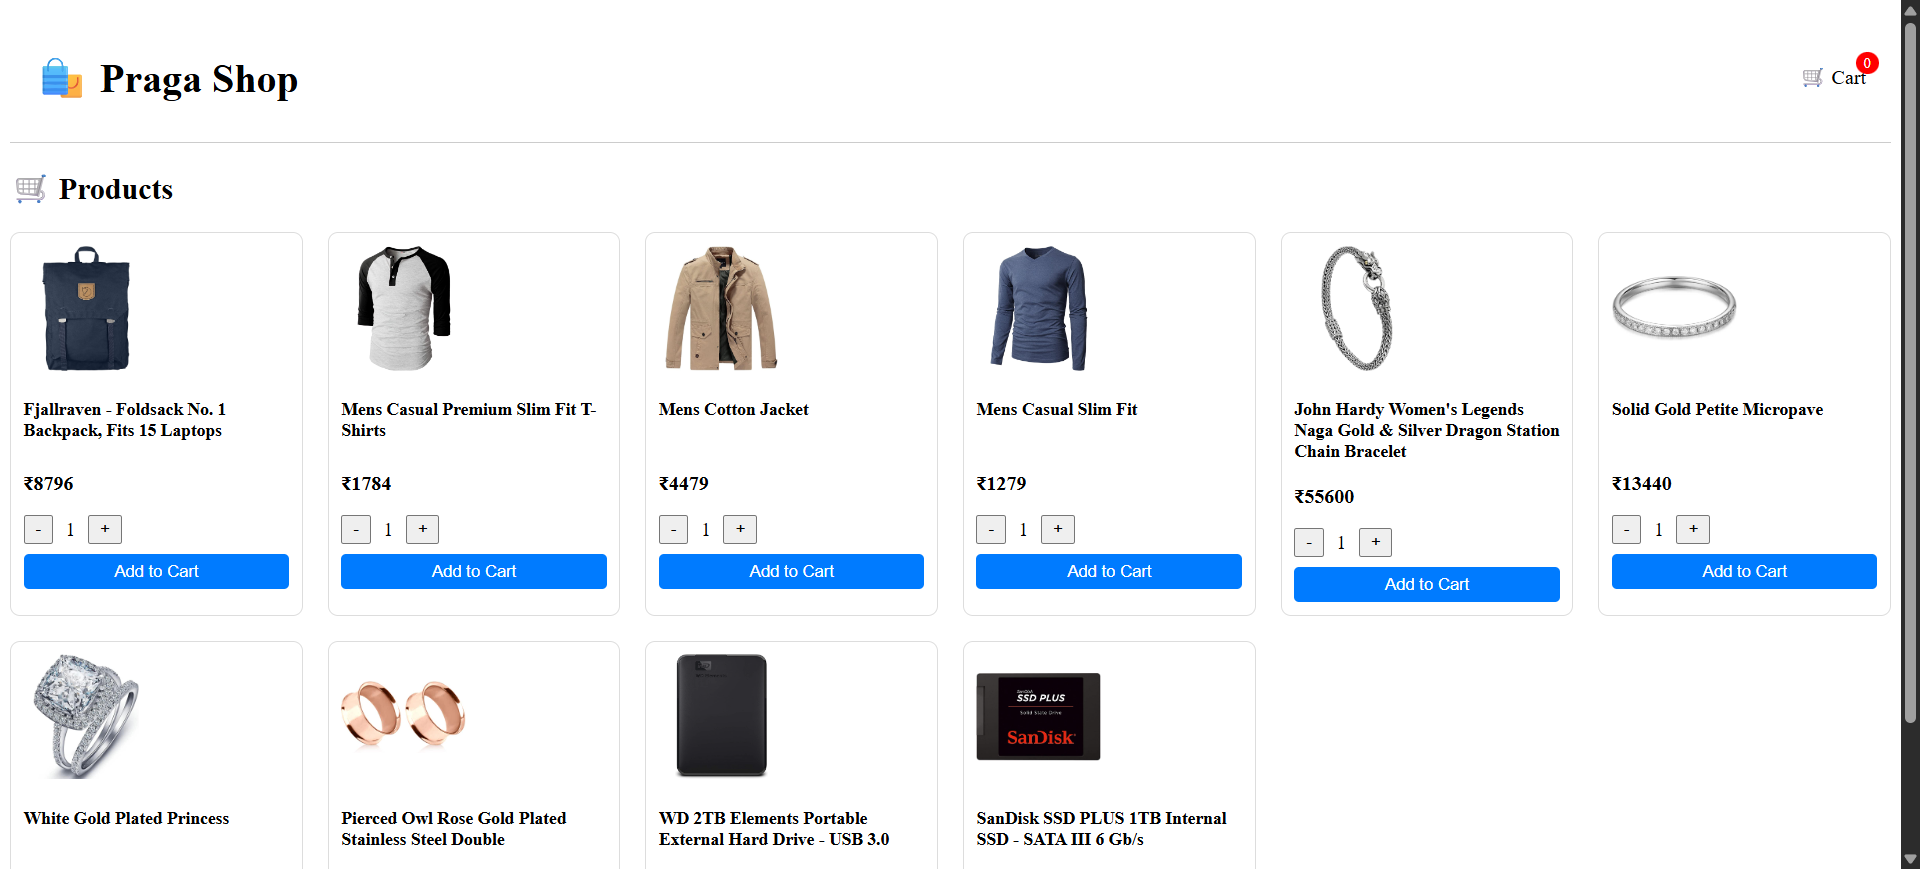 Praga Shop
Cart
0
Products
Fjallraven - Foldsack No. 1
Backpack, Fits 15 Laptops
₹8796
- 1 +
Add to Cart
Mens Casual Premium Slim Fit T-
Shirts
₹1784
- 1 +
Add to Cart
Mens Cotton Jacket
₹4479
- 1 +
Add to Cart
Mens Casual Slim Fit
₹1279
- 1 +
Add to Cart
John Hardy Women's Legends
Naga Gold & Silver Dragon Station
Chain Bracelet
₹55600
- 1 +
Add to Cart
Solid Gold Petite Micropave
₹13440
- 1 +
Add to Cart
White Gold Plated Princess
Pierced Owl Rose Gold Plated
Stainless Steel Double
WD 2TB Elements Portable
External Hard Drive - USB 3.0
SanDisk
SSD PLUS
Solid State Drive
SanDisk
SanDisk SSD PLUS 1TB Internal
SSD - SATA III 6 Gb/s